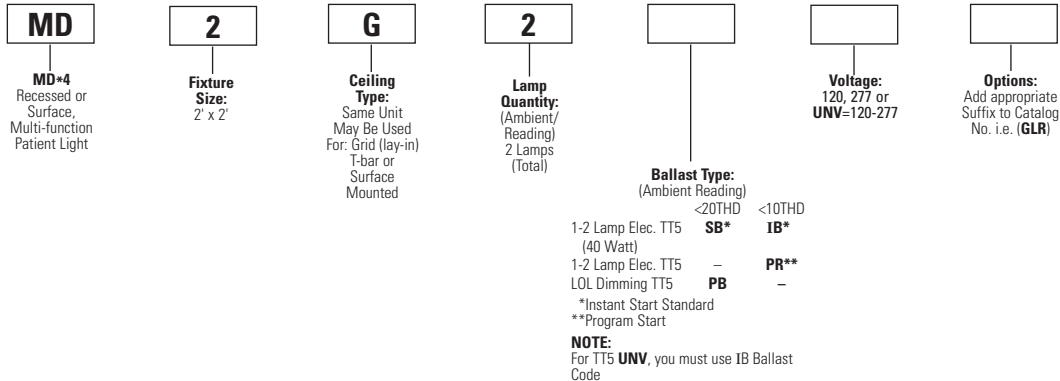 MD
2
G
2
MD*4
Recessed or
Surface,
Multi-function
Patient Light
Fixture
Size:
2' x 2'
Ceiling
Type:
Same Unit
May Be Used
For: Grid (lay-in)
T-bar or
Surface
Mounted
Lamp
Quantity:
(Ambient/
Reading)
2 Lamps
(Total)
Ballast Type:
(Ambient Reading)
<20THD <10THD
1-2 Lamp Elec. TT5 SB* IB*
(40 Watt)
1-2 Lamp Elec. TT5 – PR**
LOL Dimming TT5 PB –
*Instant Start Standard
**Program Start
NOTE:
For TT5 UNV, you must use IB Ballast
Code
Voltage:
120, 277 or
UNV=120-277
Options:
Add appropriate
Suffix to Catalog
No. i.e. (GLR)